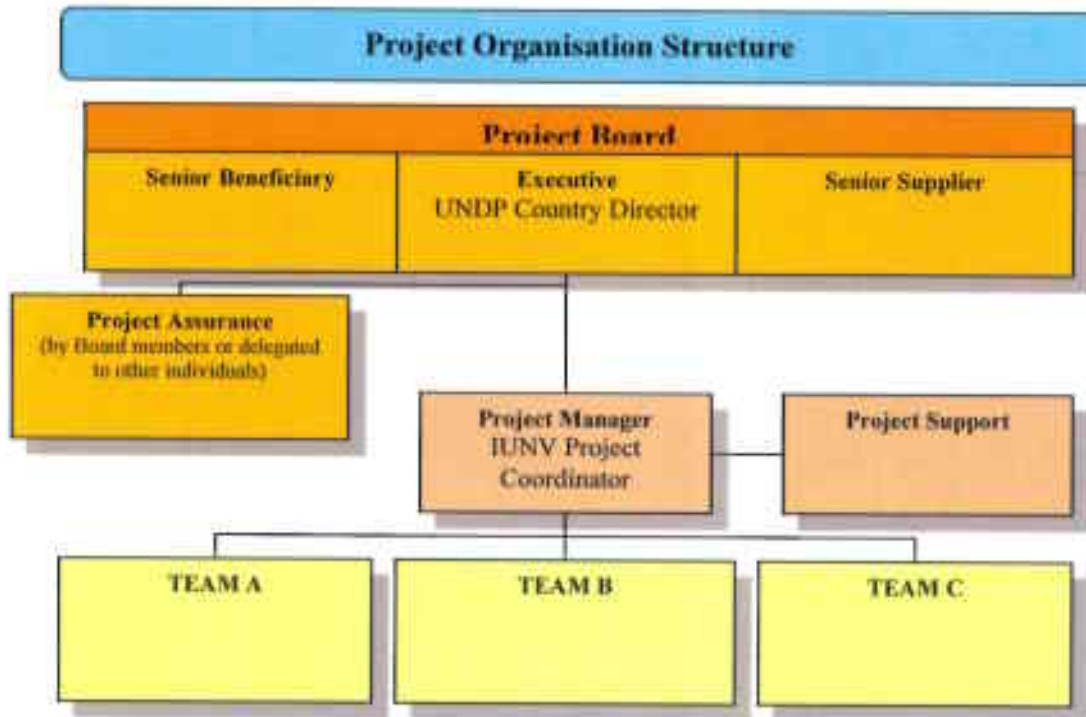 Project Organisation Structure
Project Board
Senior Beneficiary
Executive
UNDP Country Director
Senior Supplier
Project Assurance
(by Board members or delegated
to other individuals)
Project Manager
IUNV Project
Coordinator
Project Support
TEAM A
TEAM B
TEAM C